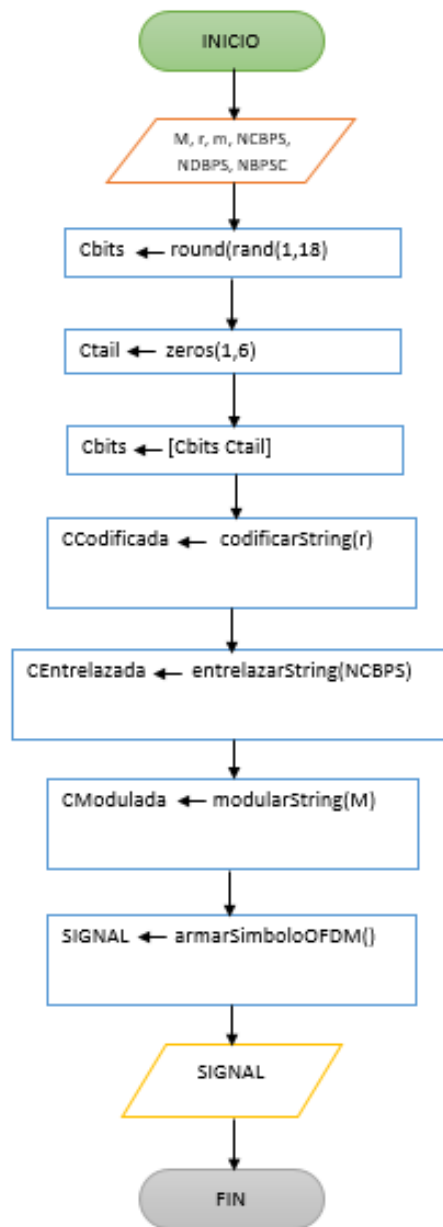 INICIO
M, r, m, NCBPS,
NDBPS, NBPSC
Cbits ← round(rand(1,18)
Ctail ← zeros(1,6)
Cbits ← [Cbits Ctail]
CCodificada ← codificarString(r)
CEntrelazada ← entrelazarString(NCBPS)
CModulada ← modularString(M)
SIGNAL ← armarSimboloOFDM()
SIGNAL
FIN